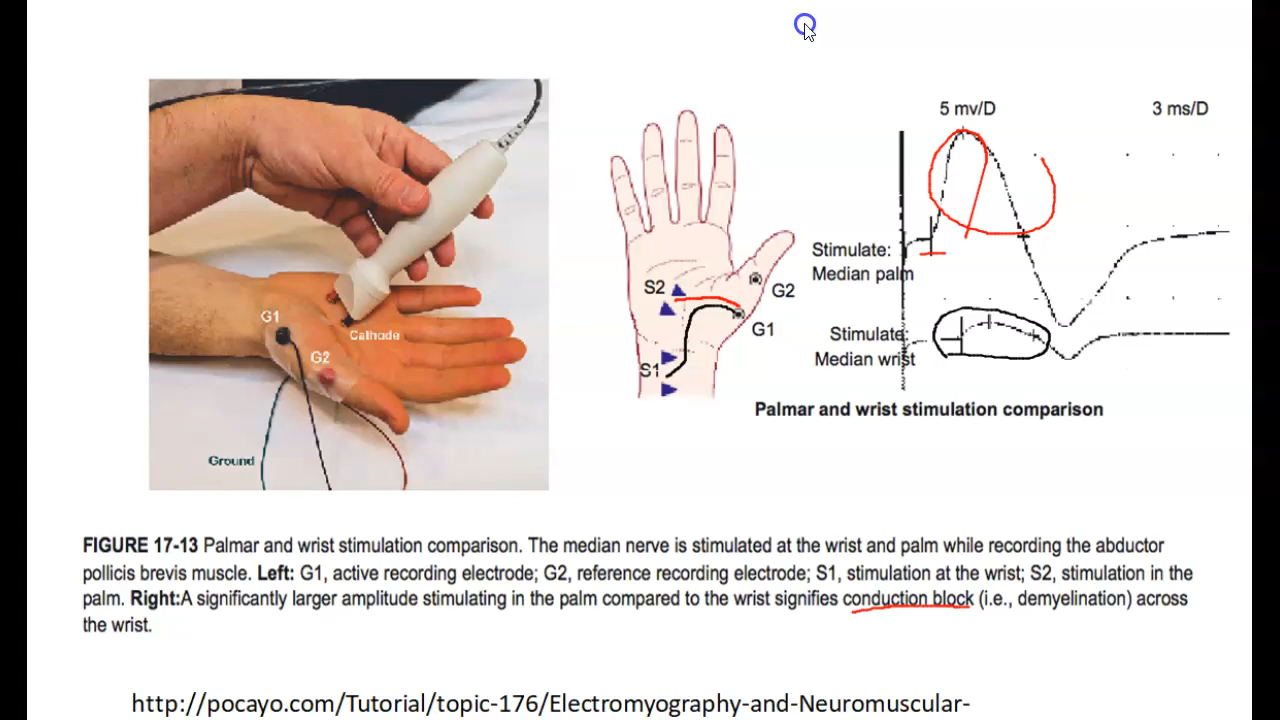 5 mv/D
3 ms/D
G1
Cathode
G2
Ground
S2
G2
G1
S1
Stimulate:
Median palm
Stimulate:
Median wrist
Palmar and wrist stimulation comparison
FIGURE 17-13 Palmar and wrist stimulation comparison. The median nerve is stimulated at the wrist and palm while recording the abductor
pollicis brevis muscle. Left: G1, active recording electrode; G2, reference recording electrode; S1, stimulation at the wrist; S2, stimulation in the
palm. Right:A significantly larger amplitude stimulating in the palm compared to the wrist signifies conduction block (i.e., demyelination) across
the wrist.
http://pocayo.com/Tutorial/topic-176/Electromyography-and-Neuromuscular-